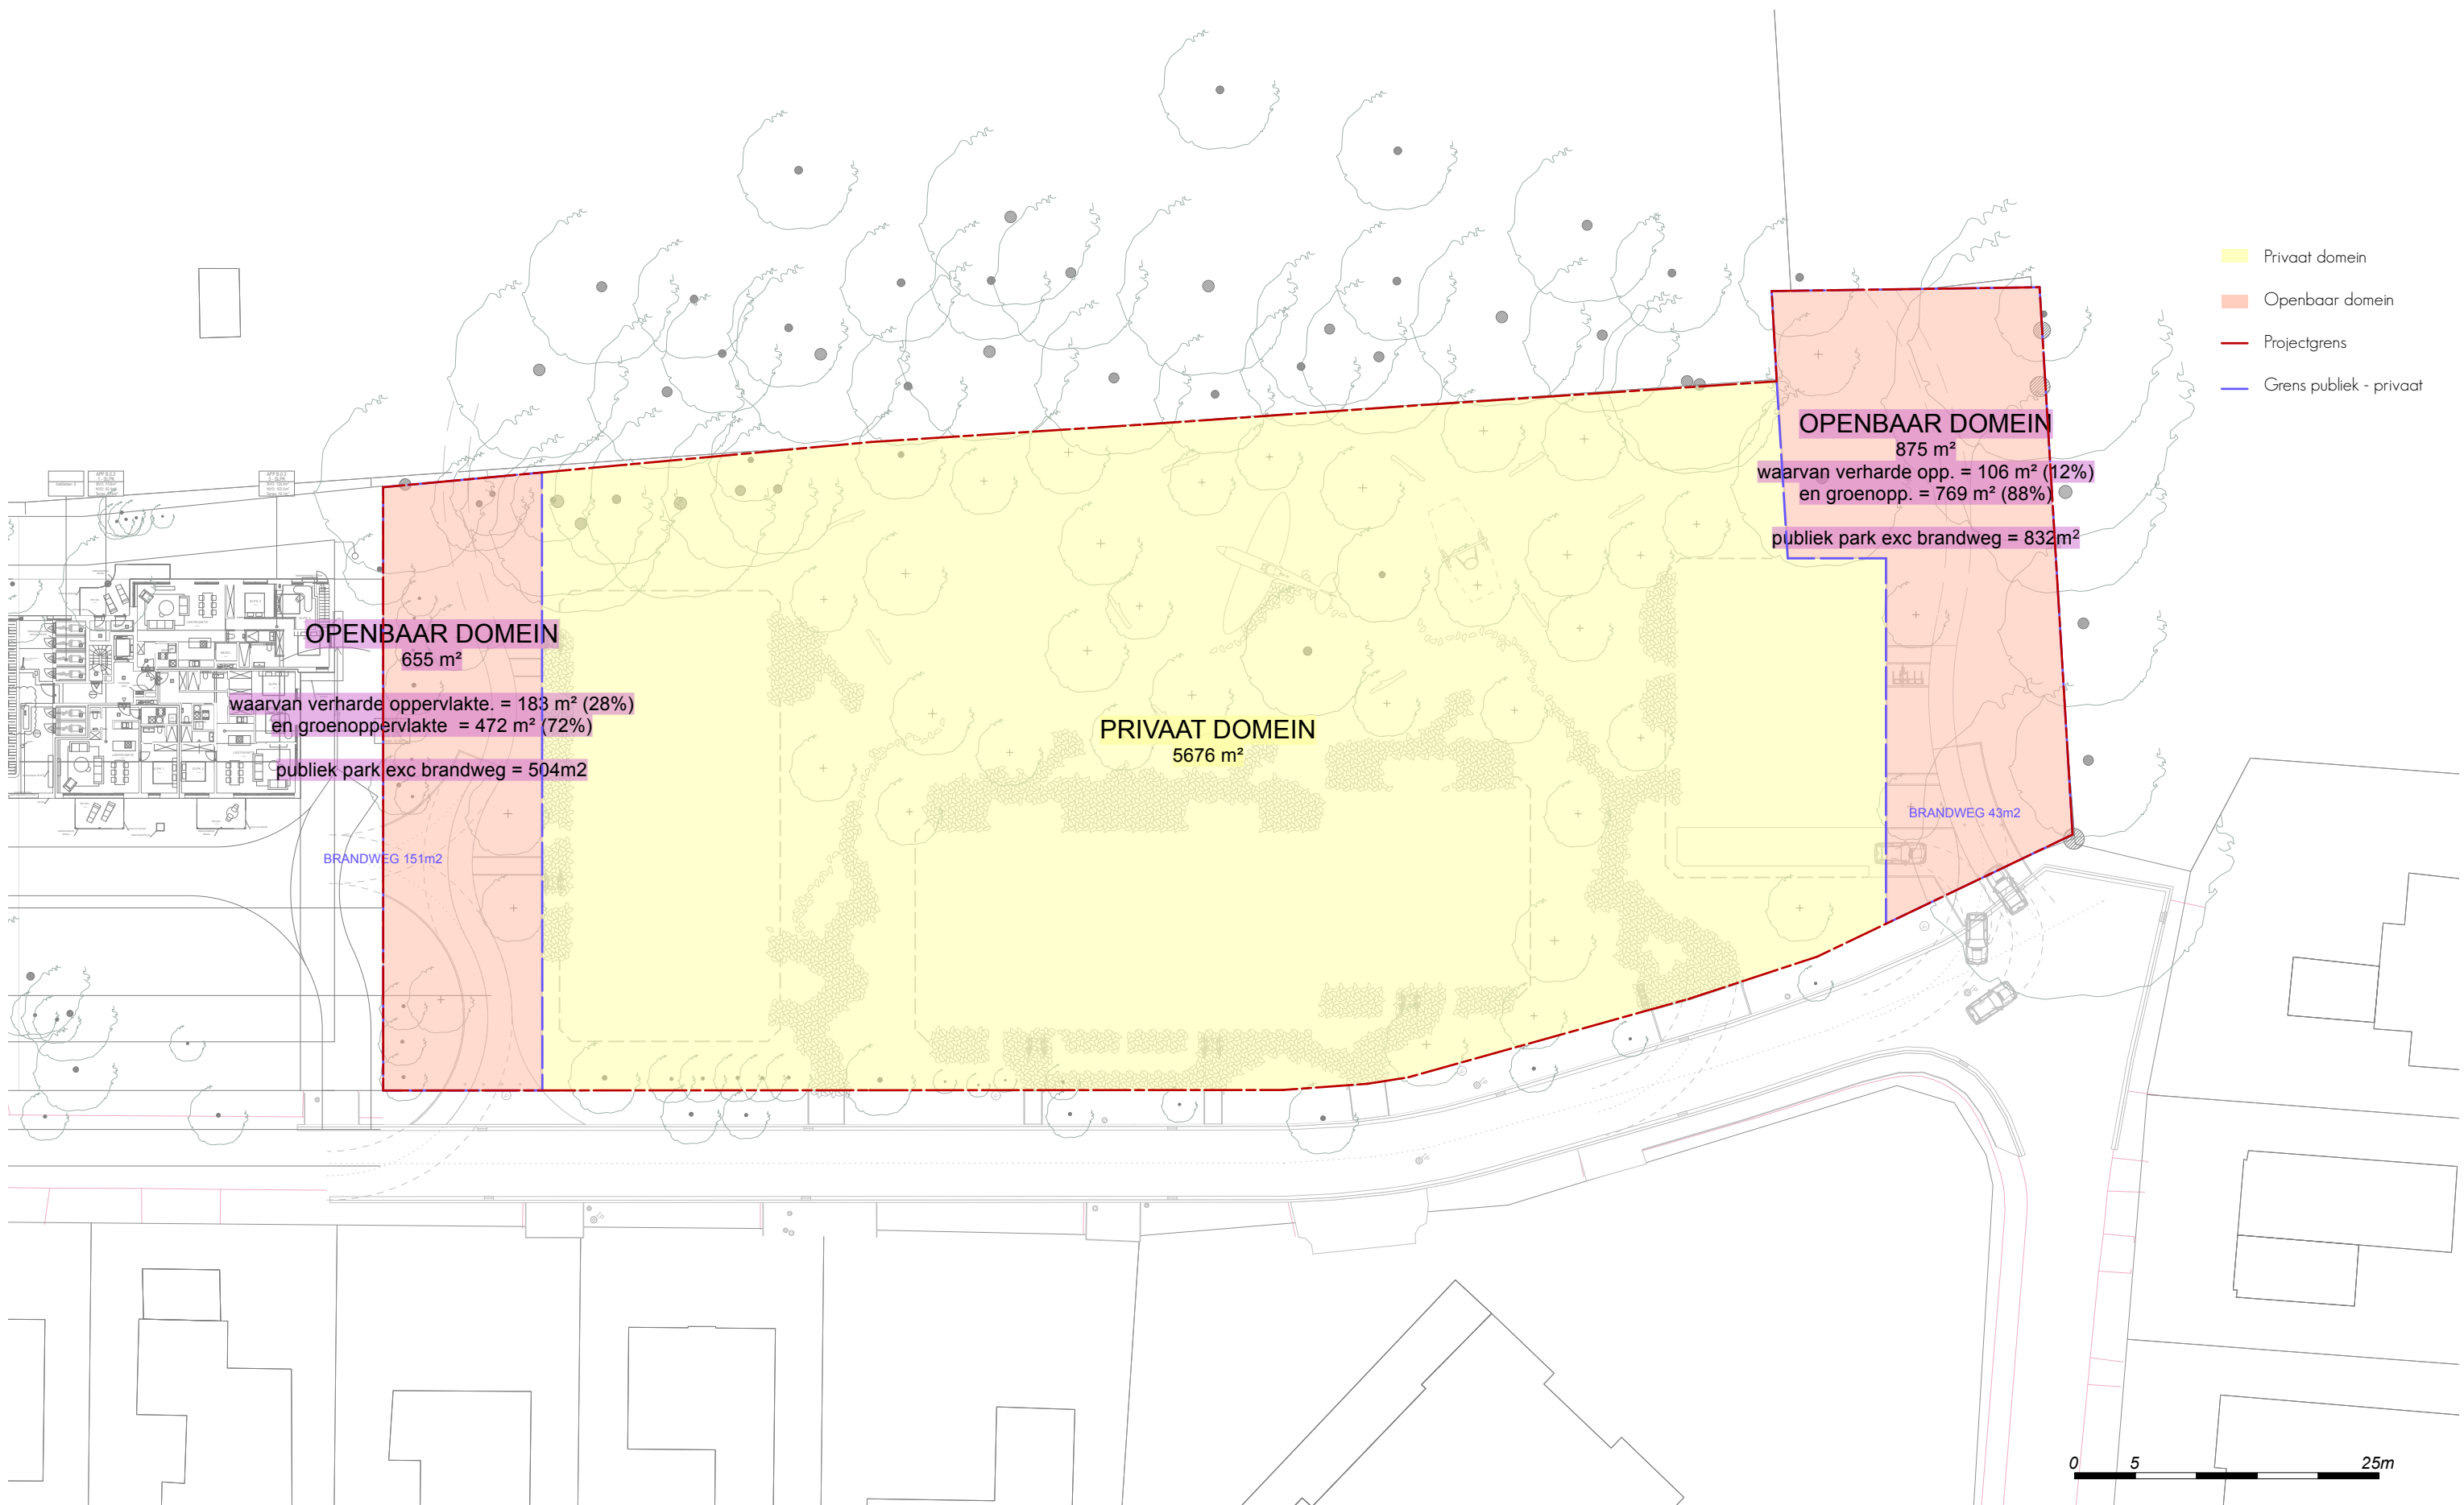 Privaat domein
Openbaar domein
Projectgrens
Grens publiek - privaat
OPENBAAR DOMEIN
875 m²
waarvan verharde opp. = 106 m² (12%)
en groenopp. = 769 m² (88%)
publiek park exc brandweg = 832m²
OPENBAAR DOMEIN
655 m²
waarvan verharde oppervlakte. = 183 m² (28%)
en groenoppervlakte = 472 m² (72%)
publiek park exc brandweg = 504m2
PRIVAAT DOMEIN
5676 m²
BRANDWEG 43m2
BRANDWEG 151m2
0 5 25m